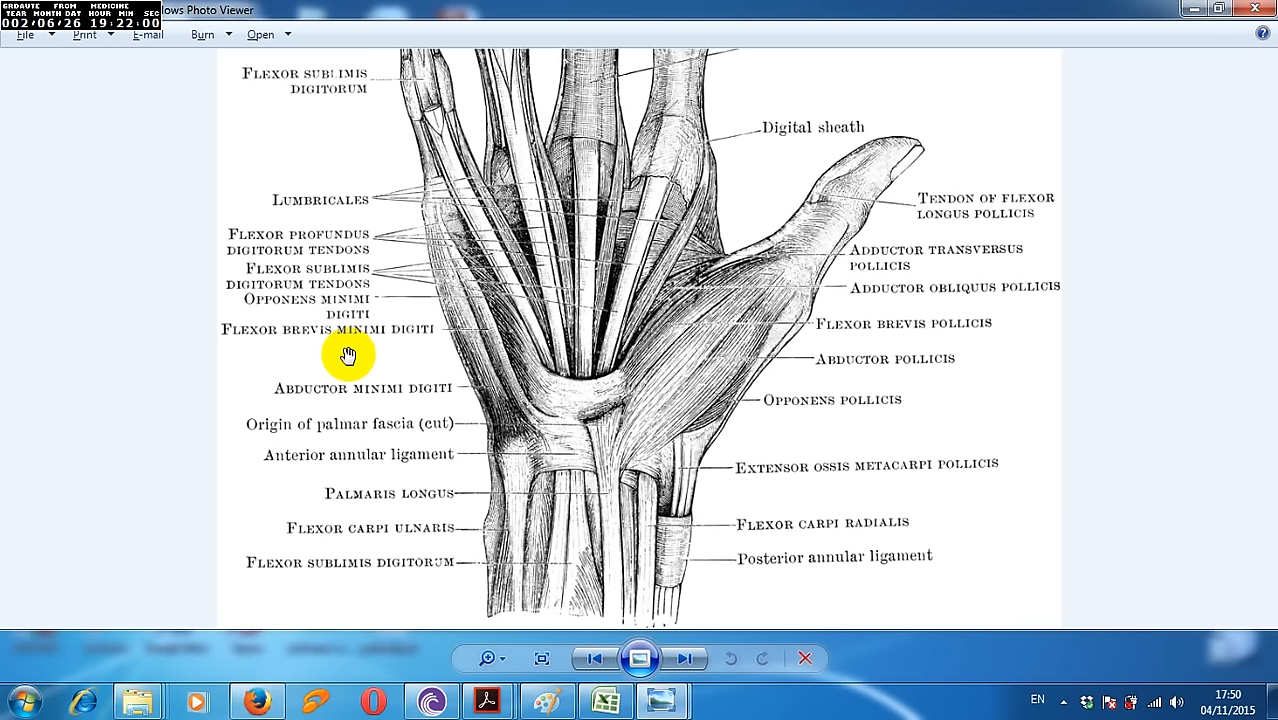 GRDAUTE FROM MEDICINE
YEAR MONTH DAY HOUR MIN SEC
002/06/26 19:22:00
ows Photo Viewer
File Print E-mail Burn Open
FLEXOR SUBLIMIS
DIGITORUM
Digital sheath
LUMBRICALES
TENDON OF FLEXOR
LONGUS POLLICIS
FLEXOR PROFUNDUS
DIGITORUM TENDONS
ADDUCTOR TRANSVERSUS
POLLICIS
FLEXOR SUBLIMIS
DIGITORUM TENDONS
ADDUCTOR OBLIQUUS POLLICIS
OPPONENS MINIMI
DIGITI
FLEXOR BREVIS MINIMI DIGITI
FLEXOR BREVIS POLLICIS
ABDUCTOR POLLICIS
ABDUCTOR MINIMI DIGITI
OPPONENS POLLICIS
Origin of palmar fascia (cut)
Anterior annular ligament
EXTENSOR OSSIS METACARPI POLLICIS
PALMARIS LONGUS
FLEXOR CARPI ULNARIS
FLEXOR CARPI RADIALIS
FLEXOR SUBLIMIS DIGITORUM
Posterior annular ligament
EN
17:50
04/11/2015